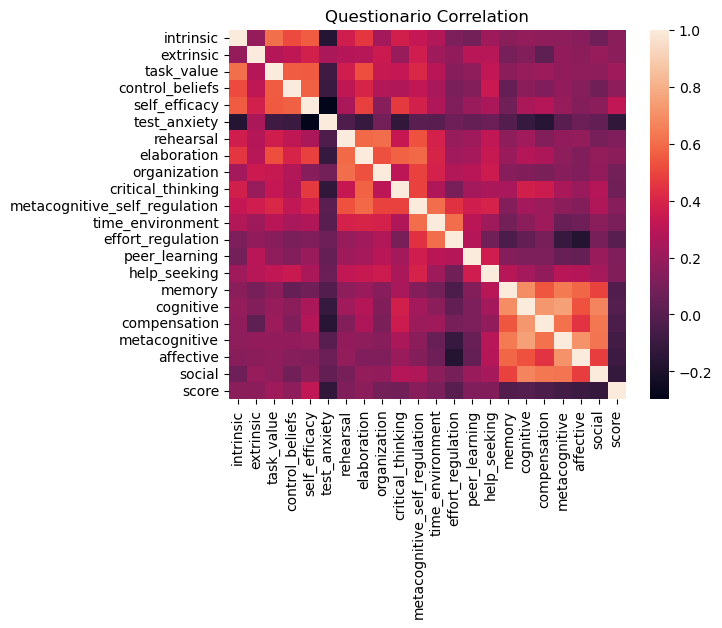 Questionario Correlation
intrinsic
extrinsic
task_value
control_beliefs
self_efficacy
test_anxiety
rehearsal
elaboration
organization
critical_thinking
metacognitive_self_regulation
time_environment
effort_regulation
peer_learning
help_seeking
memory
cognitive
compensation
metacognitive
affective
social
score
intrinsic
extrinsic
task_value
control_beliefs
self_efficacy
test_anxiety
rehearsal
elaboration
organization
critical_thinking
metacognitive_self_regulation
time_environment
effort_regulation
peer_learning
help_seeking
memory
cognitive
compensation
metacognitive
affective
social
score
1.0
0.8
0.6
0.4
0.2
0.0
−0.2